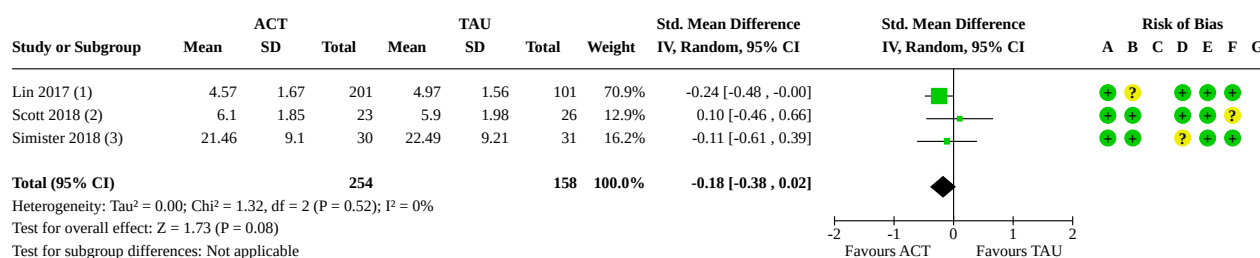 ACT TAU Std. Mean Difference Std. Mean Difference Risk of Bias
Study or Subgroup Mean SD Total Mean SD Total Weight IV, Random, 95% CI IV, Random, 95% CI A B C D E F G
Lin 2017 (1) 4.57 1.67 201 4.97 1.56 101 70.9% -0.24 [-0.48 , -0.00] + ? + + +
Scott 2018 (2) 6.1 1.85 23 5.9 1.98 26 12.9% 0.10 [-0.46 , 0.66] + + + + ?
Simister 2018 (3) 21.46 9.1 30 22.49 9.21 31 16.2% -0.11 [-0.61 , 0.39] + + ? + +
Total (95% CI) 254 158 100.0% -0.18 [-0.38 , 0.02]
Heterogeneity: Tau² = 0.00; Chi² = 1.32, df = 2 (P = 0.52); I² = 0%
Test for overall effect: Z = 1.73 (P = 0.08)
-2 -1 0 1 2
Test for subgroup differences: Not applicable Favours ACT Favours TAU